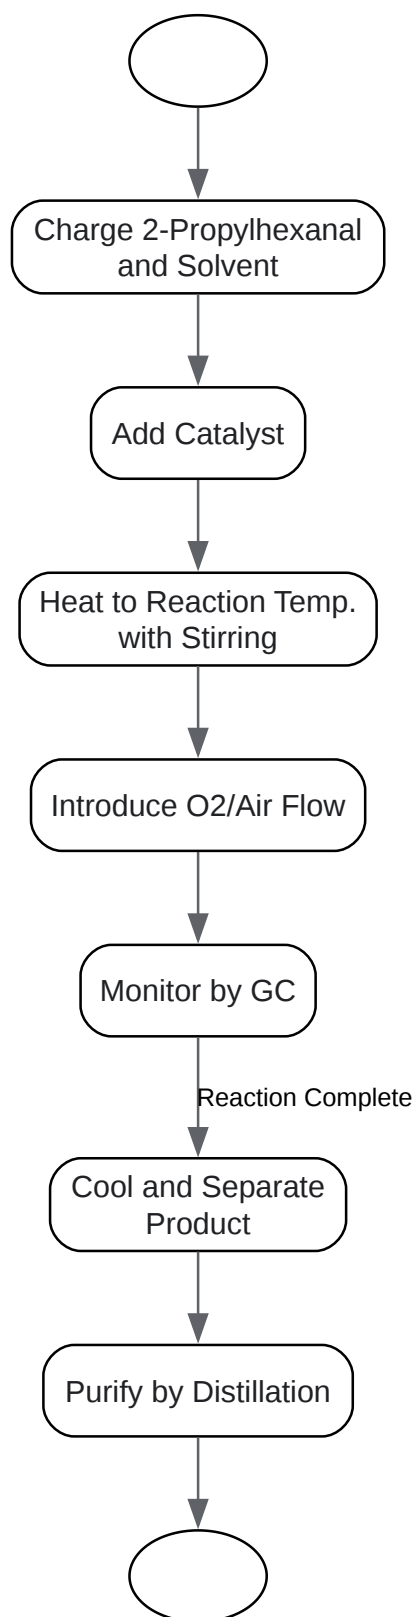 Charge 2-Propylhexanal
and Solvent
Add Catalyst
Heat to Reaction Temp.
with Stirring
Introduce O2/Air Flow
Monitor by GC
Reaction Complete
Cool and Separate
Product
Purify by Distillation